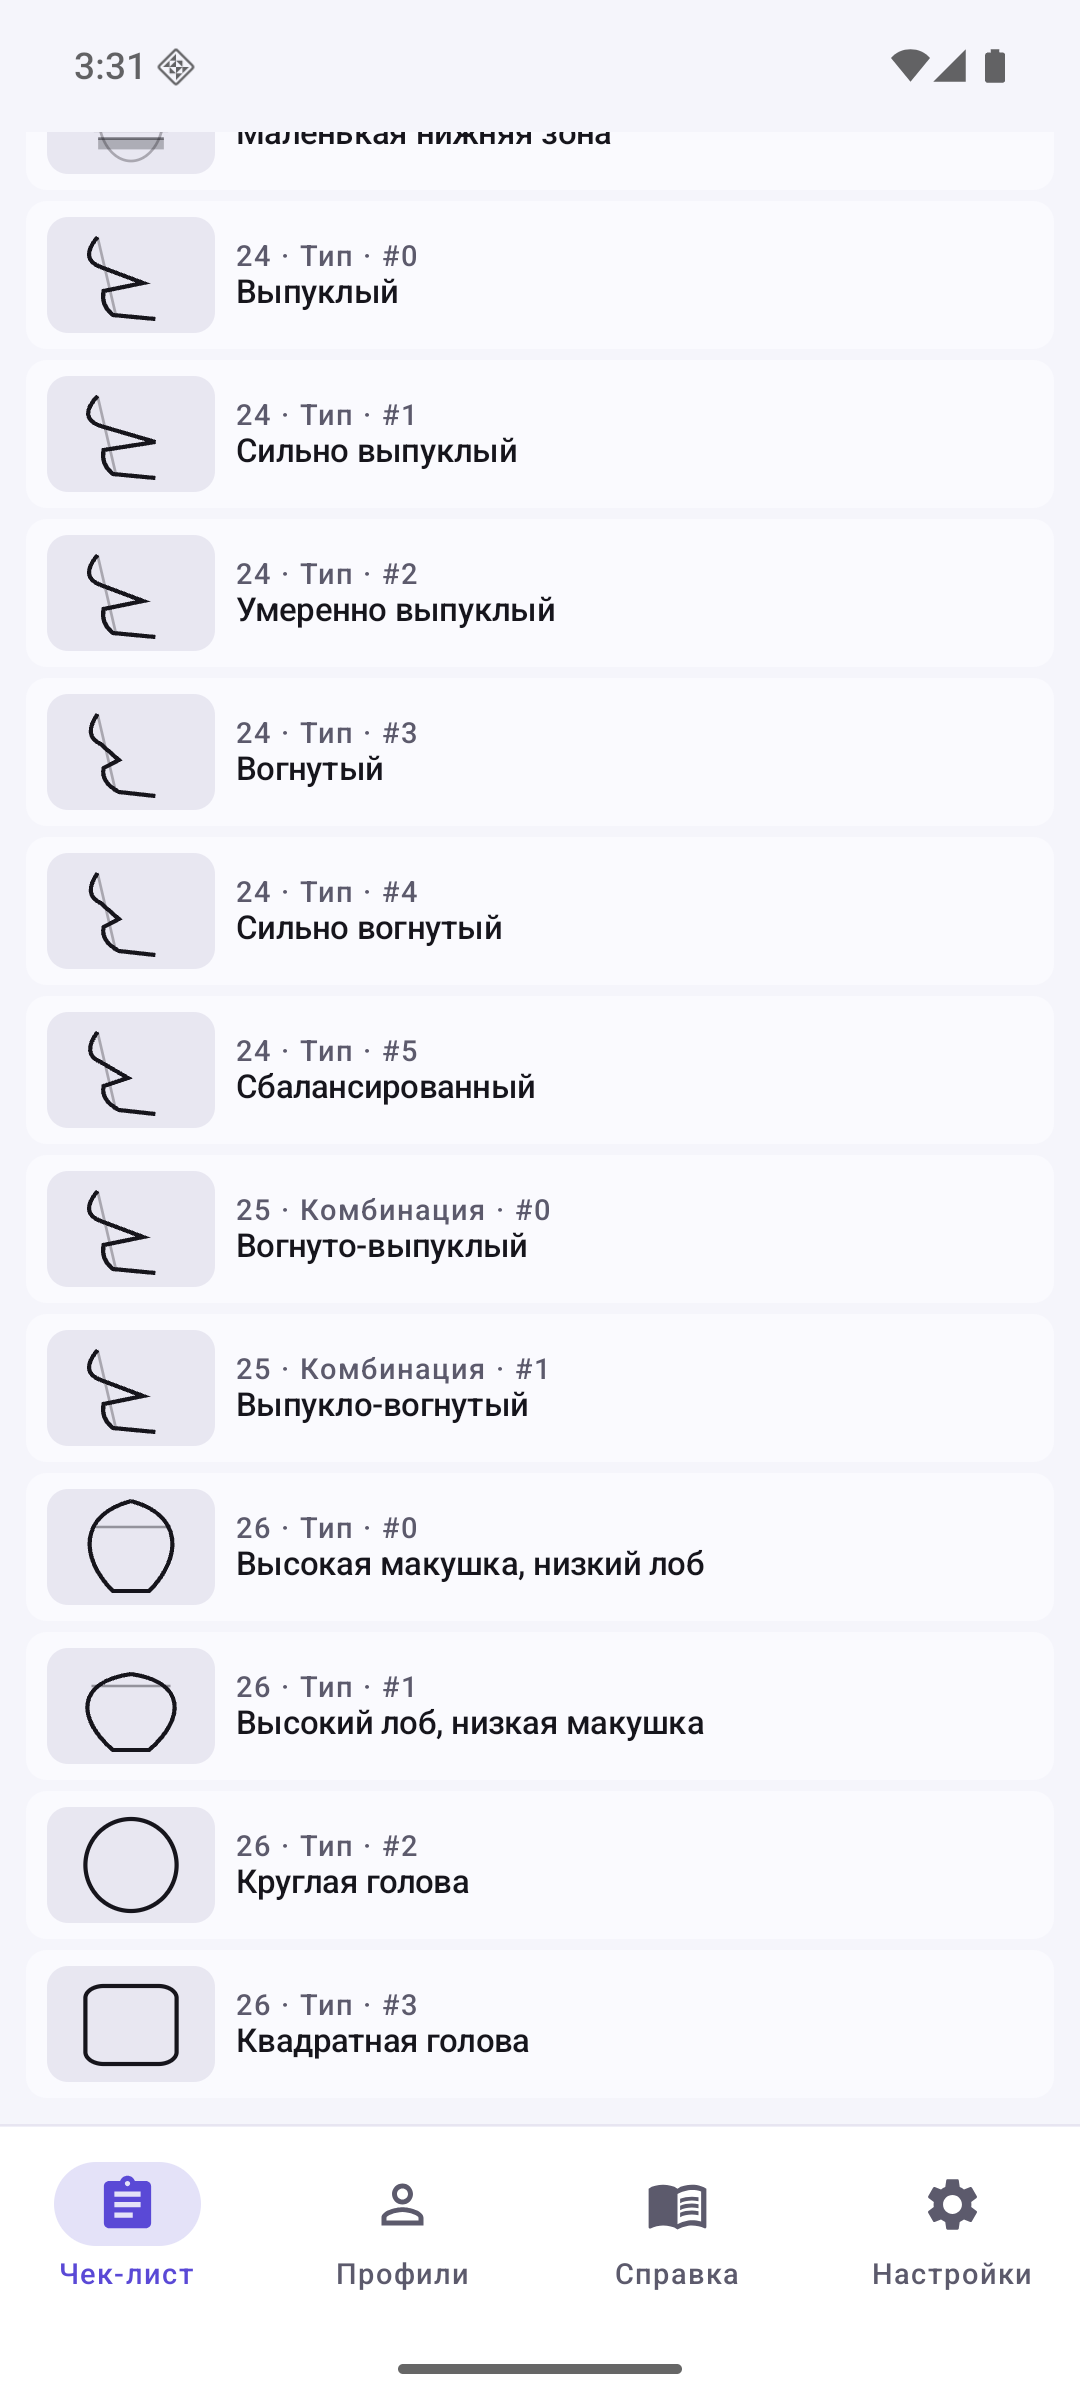 3:31
Маленькая нижняя зона
24 · Тип · #0
Выпуклый
24 · Тип · #1
Сильно выпуклый
24 · Тип · #2
Умеренно выпуклый
24 · Тип · #3
Вогнутый
24 · Тип · #4
Сильно вогнутый
24 · Тип · #5
Сбалансированный
25 · Комбинация · #0
Вогнуто-выпуклый
25 · Комбинация · #1
Выпукло-вогнутый
26 · Тип · #0
Высокая макушка, низкий лоб
26 · Тип · #1
Высокий лоб, низкая макушка
26 · Тип · #2
Круглая голова
26 · Тип · #3
Квадратная голова
Чек-лист
Профили
Справка
Настройки